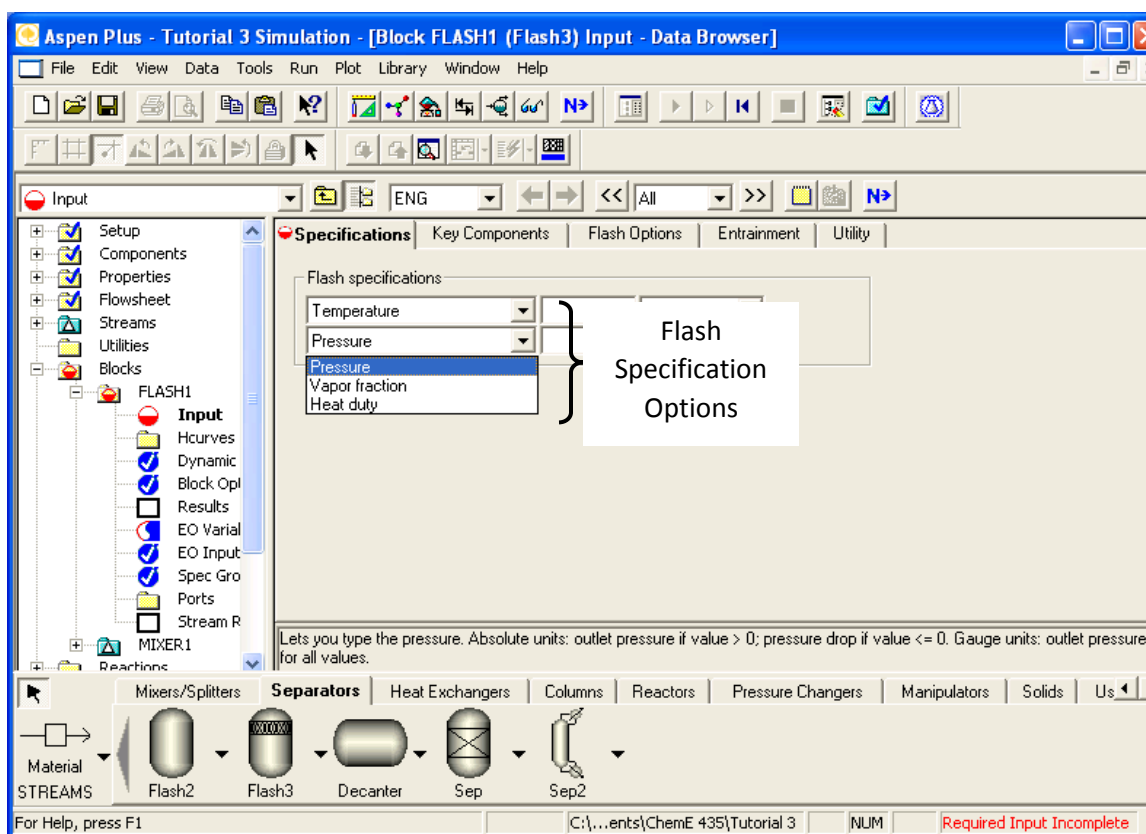 Aspen Plus - Tutorial 3 Simulation - [Block FLASH1 (Flash3) Input - Data Browser]
File Edit View Data Tools Run Plot Library Window Help
N>
Input ENG << All >> N>
Setup
Components
Properties
Flowsheet
Streams
Utilities
Blocks
FLASH1
Input
Hcurves
Dynamic
Block Opl
Results
EO Varial
EO Input
Spec Gro
Ports
Stream R
MIXER1
Reactions
Specifications Key Components Flash Options Entrainment Utility
Flash specifications
Temperature
Pressure
Pressure
Vapor fraction
Heat duty
Flash
Specification
Options
Lets you type the pressure. Absolute units: outlet pressure if value > 0; pressure drop if value <= 0. Gauge units: outlet pressure
for all values.
Mixers/Splitters Separators Heat Exchangers Columns Reactors Pressure Changers Manipulators Solids Us
Material
STREAMS Flash2 Flash3 Decanter Sep Sep2
For Help, press F1 C:\...ents\ChemE 435\Tutorial 3 NUM Required Input Incomplete